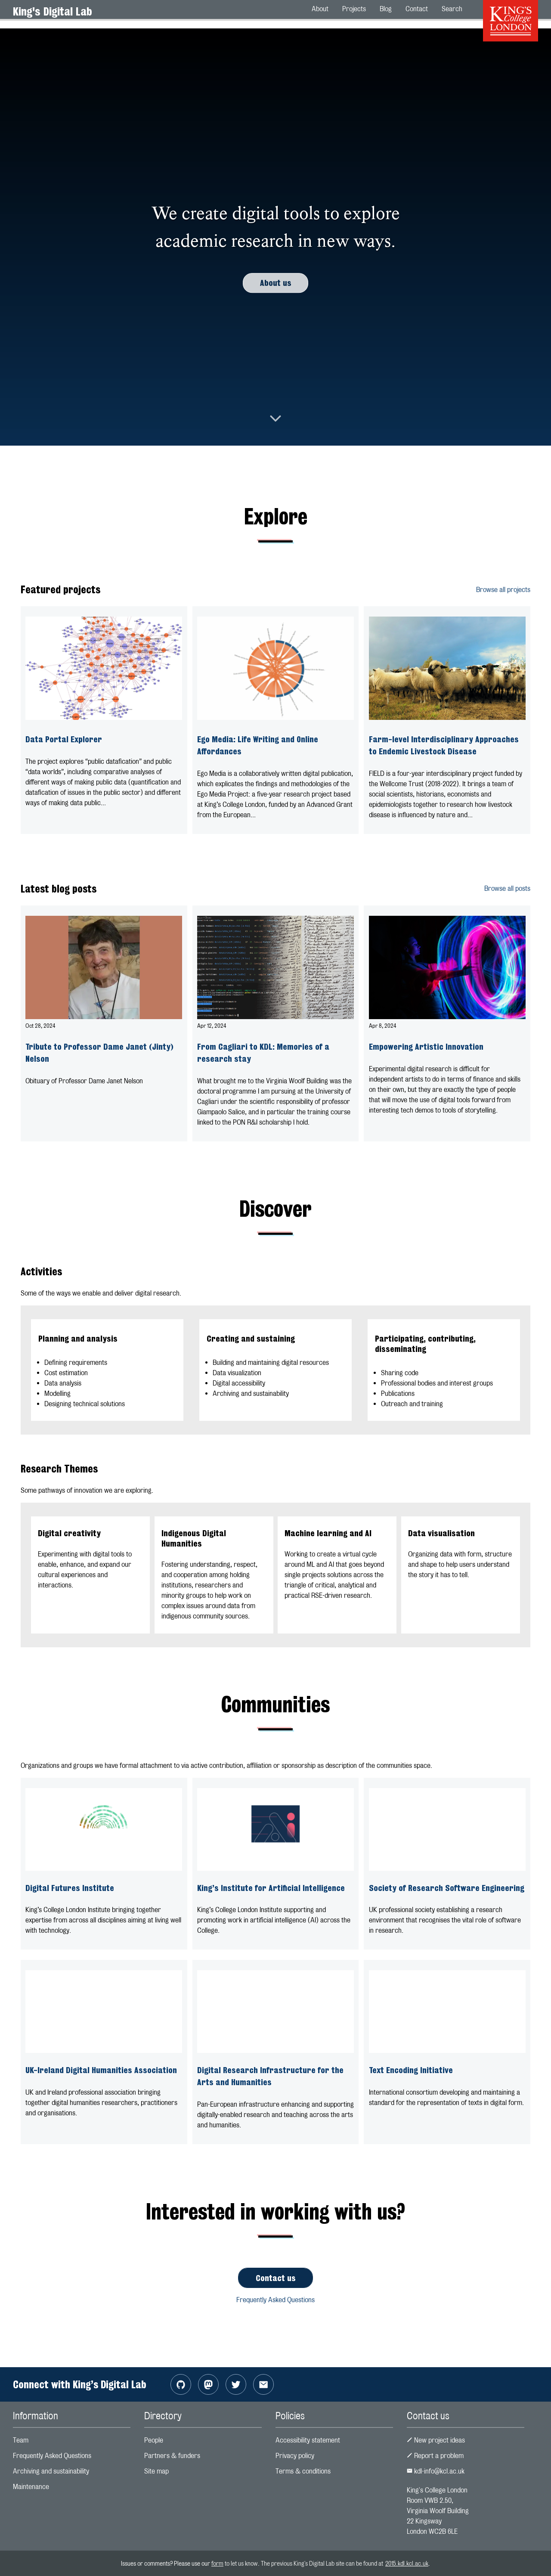 King's Digital Lab
About Projects Blog Contact Search
KING'S
College
LONDON
We create digital tools to explore
academic research in new ways.
About us
Explore
Featured projects
Browse all projects
Data Portal Explorer
The project explores "public datafication" and public
"data worlds", including comparative analyses of
different ways of making public data (quantification and
datafication of issues in the public sector) and different
ways of making data public...
Ego Media: Life Writing and Online
Affordances
Ego Media is a collaboratively written digital publication,
which explicates the findings and methodologies of the
Ego Media Project: a five-year research project based
at King's College London, funded by an Advanced Grant
from the European...
Farm-level Interdisciplinary Approaches
to Endemic Livestock Disease
FIELD is a four-year interdisciplinary project funded by
the Wellcome Trust (2018-2022). It brings a team of
social scientists, historians, economists and
epidemiologists together to research how livestock
disease is influenced by nature and...
Latest blog posts
Browse all posts
Oct 28, 2024
Tribute to Professor Dame Janet (Jinty)
Nelson
Obituary of Professor Dame Janet Nelson
Apr 12, 2024
From Cagliari to KDL: Memories of a
research stay
What brought me to the Virginia Woolf Building was the
doctoral programme I am pursuing at the University of
Cagliari under the scientific responsibility of professor
Giampaolo Salice, and in particular the training course
linked to the PON R&I scholarship I hold.
Apr 8, 2024
Empowering Artistic Innovation
Experimental digital research is difficult for
independent artists to do in terms of finance and skills
on their own, but they are exactly the type of people
that will move the use of digital tools forward from
interesting tech demos to tools of storytelling.
Discover
Activities
Some of the ways we enable and deliver digital research.
Planning and analysis
• Defining requirements
• Cost estimation
• Data analysis
• Modelling
• Designing technical solutions
Creating and sustaining
• Building and maintaining digital resources
• Data visualization
• Digital accessibility
• Archiving and sustainability
Participating, contributing,
disseminating
• Sharing code
• Professional bodies and interest groups
• Publications
• Outreach and training
Research Themes
Some pathways of innovation we are exploring.
Digital creativity
Experimenting with digital tools to
enable, enhance, and expand our
cultural experiences and
interactions.
Indigenous Digital
Humanities
Fostering understanding, respect,
and cooperation among holding
institutions, researchers and
minority groups to help work on
complex issues around data from
indigenous community sources.
Machine learning and AI
Working to create a virtual cycle
around ML and AI that goes beyond
single projects solutions across the
triangle of critical, analytical and
practical RSE-driven research.
Data visualisation
Organizing data with form, structure
and shape to help users understand
the story it has to tell.
Communities
Organizations and groups we have formal attachment to via active contribution, affiliation or sponsorship as description of the communities space.
Digital Futures Institute
King's College London Institute bringing together
expertise from across all disciplines aiming at living well
with technology.
King's Institute for Artificial Intelligence
King's College London Institute supporting and
promoting work in artificial intelligence (AI) across the
College.
Society of Research Software Engineering
UK professional society establishing a research
environment that recognises the vital role of software
in research.
UK-Ireland Digital Humanities Association
UK and Ireland professional association bringing
together digital humanities researchers, practitioners
and organisations.
Digital Research Infrastructure for the
Arts and Humanities
Pan-European infrastructure enhancing and supporting
digitally-enabled research and teaching across the arts
and humanities.
Text Encoding Initiative
International consortium developing and maintaining a
standard for the representation of texts in digital form.
Interested in working with us?
Contact us
Frequently Asked Questions
Connect with King's Digital Lab
Information
Team
Frequently Asked Questions
Archiving and sustainability
Maintenance
Directory
People
Partners & funders
Site map
Policies
Accessibility statement
Privacy policy
Terms & conditions
Contact us
New project ideas
Report a problem
kdl-info@kcl.ac.uk
King's College London
Room VWB 2.50,
Virginia Woolf Building
22 Kingsway
London WC2B 6LE
Issues or comments? Please use our form to let us know. The previous King's Digital Lab site can be found at 2015.kdl.kcl.ac.uk.